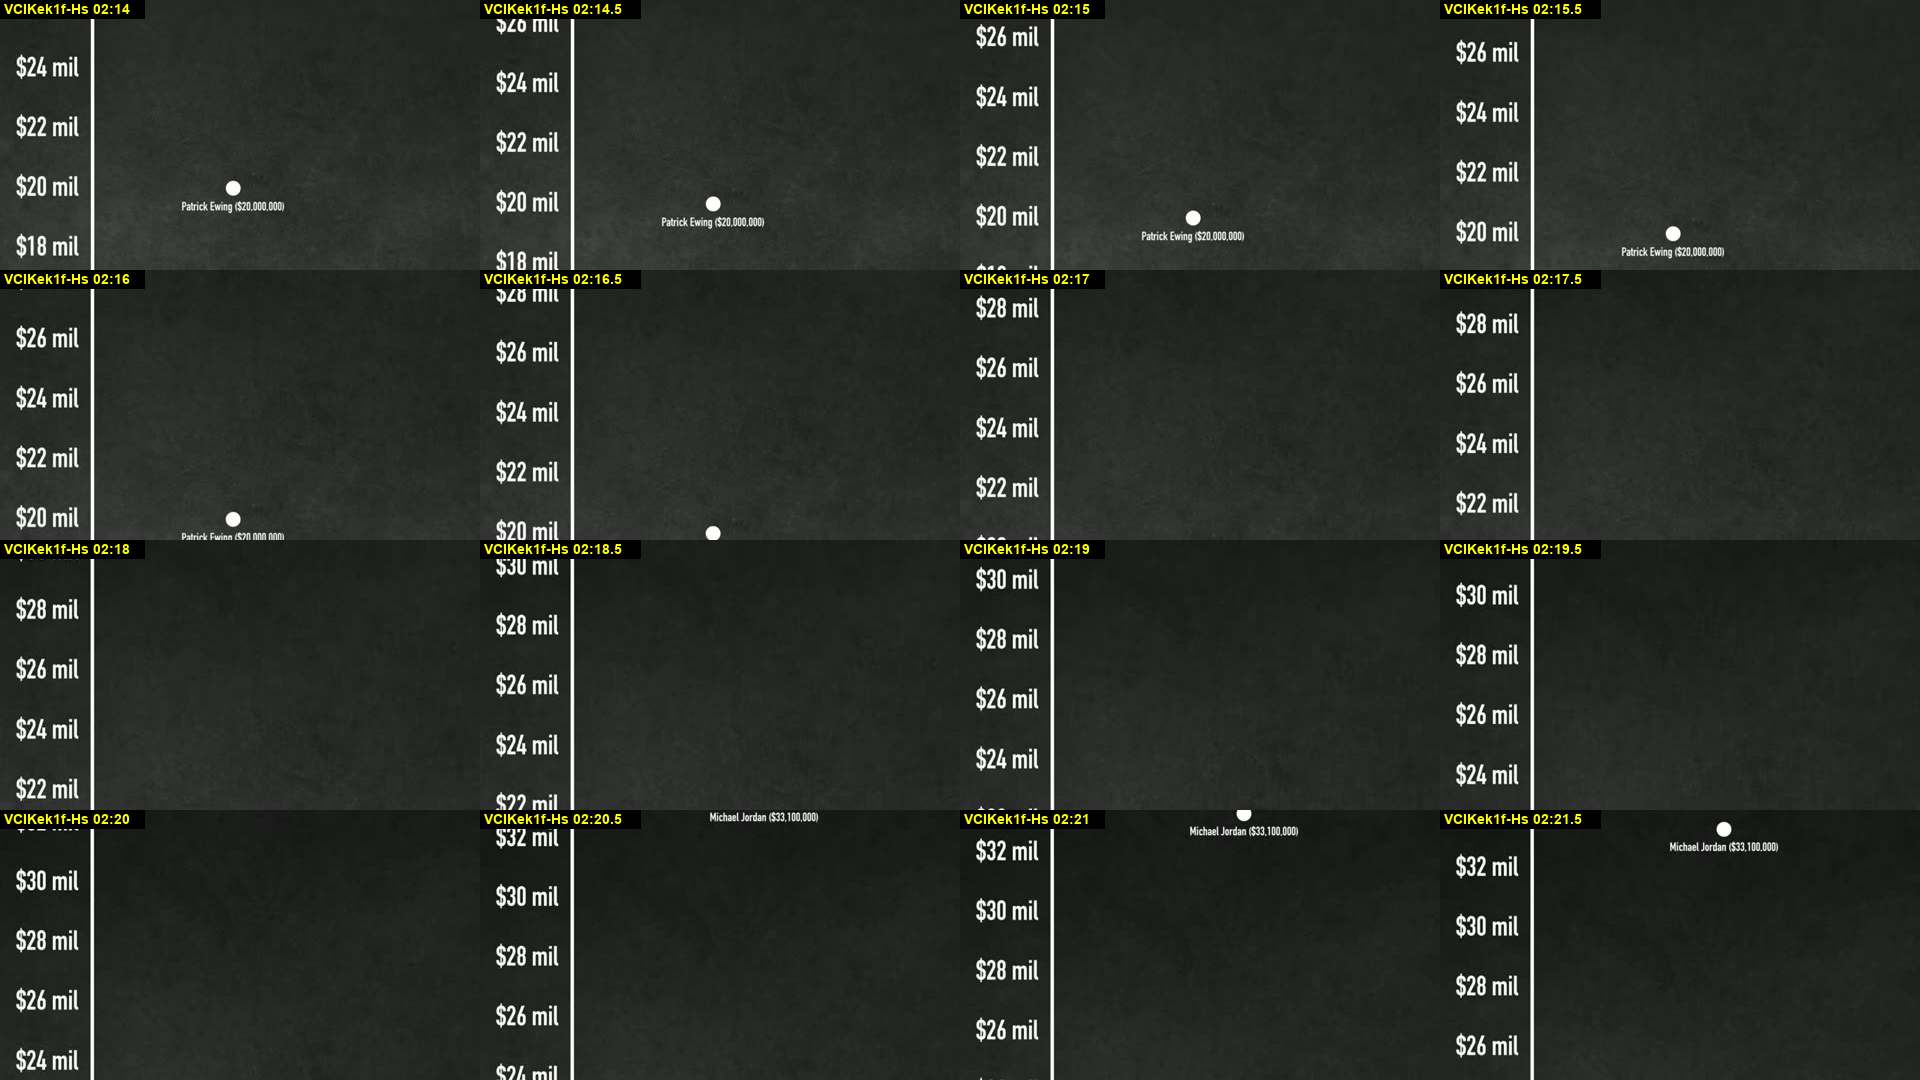 VCIKek1f-Hs 02:14
$24 mil
$22 mil
$20 mil
Patrick Ewing ($20,000,000)
$18 mil
VCIKek1f-Hs 02:14.5
$26 mil
$24 mil
$22 mil
$20 mil
Patrick Ewing ($20,000,000)
$18 mil
VCIKek1f-Hs 02:15
$26 mil
$24 mil
$22 mil
$20 mil
Patrick Ewing ($20,000,000)
VCIKek1f-Hs 02:15.5
$26 mil
$24 mil
$22 mil
$20 mil
Patrick Ewing ($20,000,000)
VCIKek1f-Hs 02:16
$26 mil
$24 mil
$22 mil
$20 mil
Patrick Ewing ($20,000,000)
VCIKek1f-Hs 02:16.5
$28 mil
$26 mil
$24 mil
$22 mil
$20 mil
VCIKek1f-Hs 02:17
$28 mil
$26 mil
$24 mil
$22 mil
VCIKek1f-Hs 02:17.5
$28 mil
$26 mil
$24 mil
$22 mil
VCIKek1f-Hs 02:18
$28 mil
$26 mil
$24 mil
$22 mil
VCIKek1f-Hs 02:18.5
$30 mil
$28 mil
$26 mil
$24 mil
$22 mil
VCIKek1f-Hs 02:19
$30 mil
$28 mil
$26 mil
$24 mil
VCIKek1f-Hs 02:19.5
$30 mil
$28 mil
$26 mil
$24 mil
VCIKek1f-Hs 02:20
$30 mil
$28 mil
$26 mil
$24 mil
VCIKek1f-Hs 02:20.5
Michael Jordan ($33,100,000)
$32 mil
$30 mil
$28 mil
$26 mil
$24 mil
VCIKek1f-Hs 02:21
Michael Jordan ($33,100,000)
$32 mil
$30 mil
$28 mil
$26 mil
VCIKek1f-Hs 02:21.5
Michael Jordan ($33,100,000)
$32 mil
$30 mil
$28 mil
$26 mil